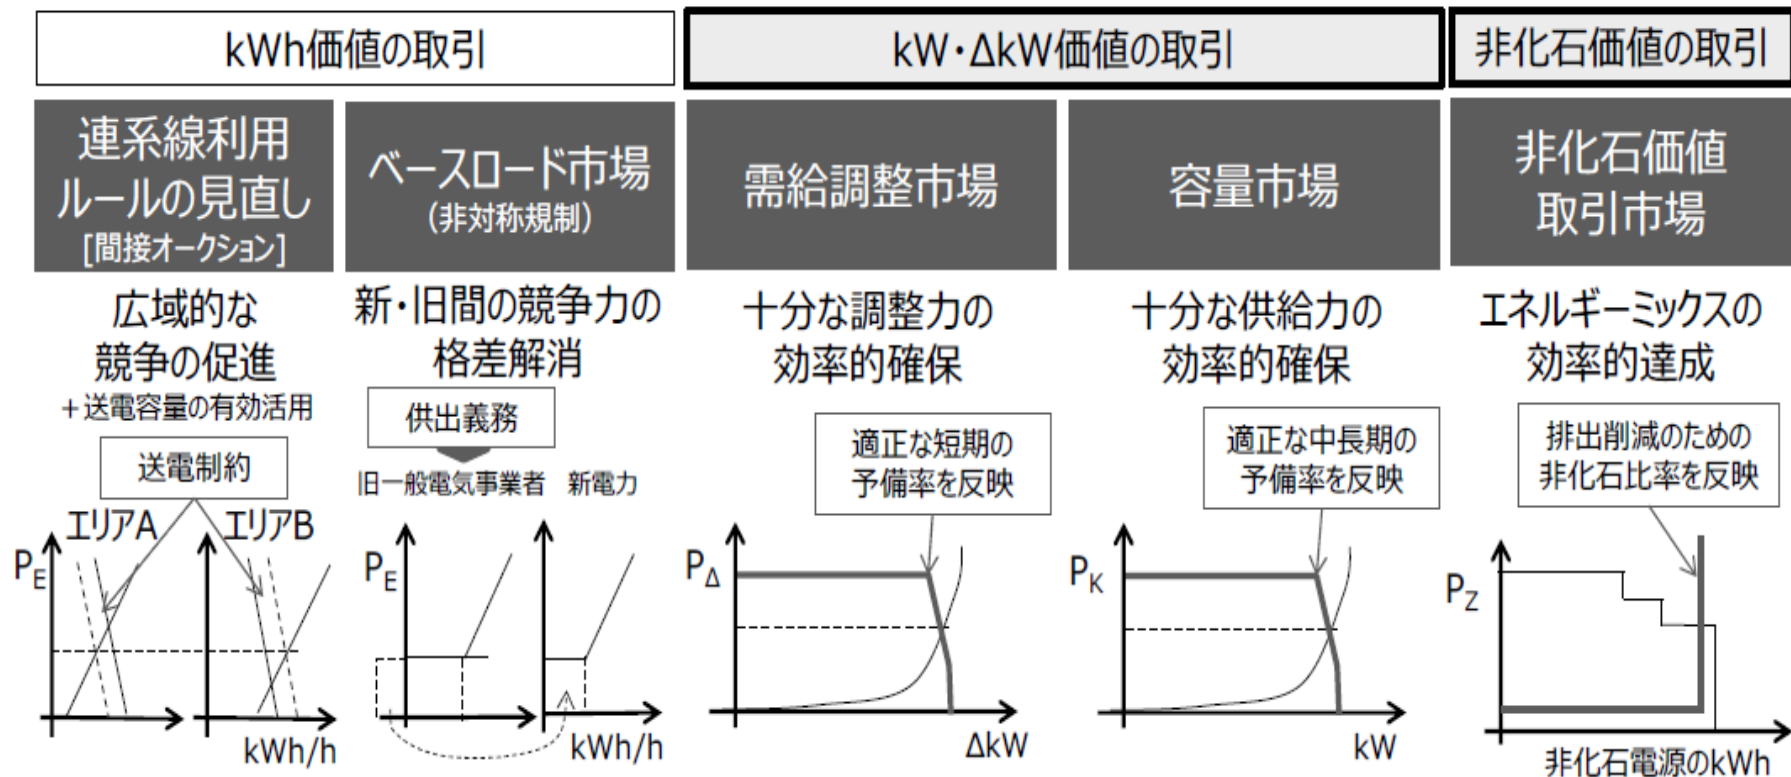 kWh価値の取引
kW・ΔkW価値の取引
非化石価値の取引
連系線利用
ルールの見直し
[間接オークション]
ベースロード市場
(非対称規制)
需給調整市場
容量市場
非化石価値
取引市場
広域的な
競争の促進
＋送電容量の有効活用
新・旧間の競争力の
格差解消
十分な調整力の
効率的確保
十分な供給力の
効率的確保
エネルギーミックスの
効率的達成
送電制約
供出義務
旧一般電気事業者 新電力
適正な短期の
予備率を反映
適正な中長期の
予備率を反映
排出削減のための
非化石比率を反映
エリアA
エリアB
PE
kWh/h
PE
kWh/h
PΔ
ΔkW
PK
kW
PZ
非化石電源のkWh